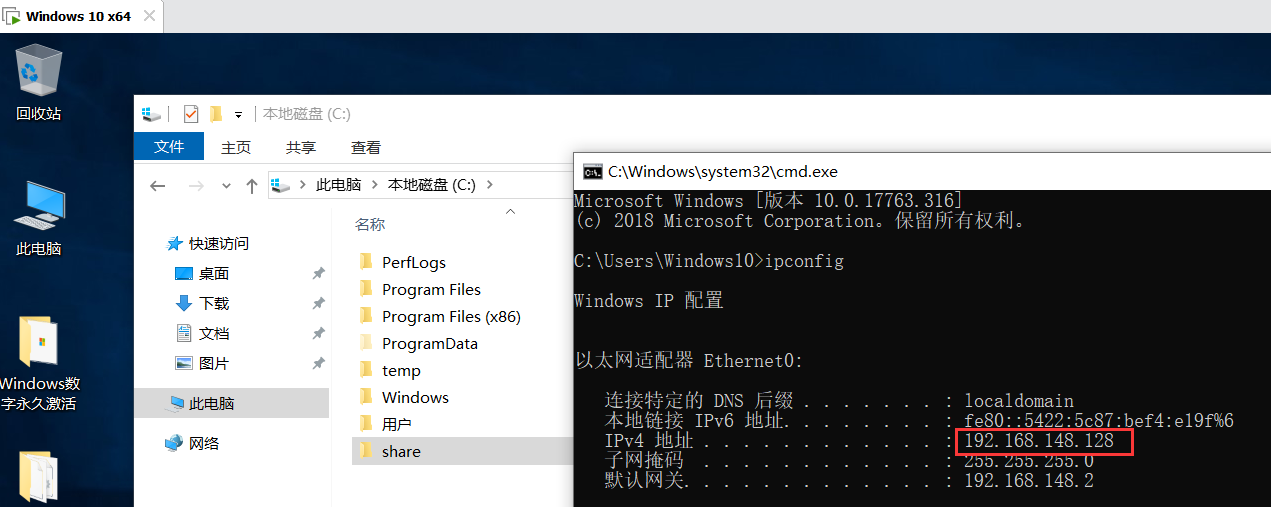 Windows 10 x64
回收站
此电脑
Windows数
字永久激活
本地磁盘 (C:)
文件 主页 共享 查看
此电脑 本地磁盘 (C:)
快速访问
桌面
下载
文档
图片
此电脑
网络
名称
PerfLogs
Program Files
Program Files (x86)
ProgramData
temp
Windows
用户
share
C:\Windows\system32\cmd.exe
Microsoft Windows [版本 10.0.17763.316]
(c) 2018 Microsoft Corporation。保留所有权利。
C:\Users\Windows10>ipconfig
Windows IP 配置
以太网适配器 Ethernet0:
连接特定的 DNS 后缀 . . . . . . . : localdomain
本地链接 IPv6 地址. . . . . . . . : fe80::5422:5c87:bef4:e19f%6
IPv4 地址 . . . . . . . . . . . . : 192.168.148.128
子网掩码 . . . . . . . . . . . . : 255.255.255.0
默认网关. . . . . . . . . . . . . : 192.168.148.2